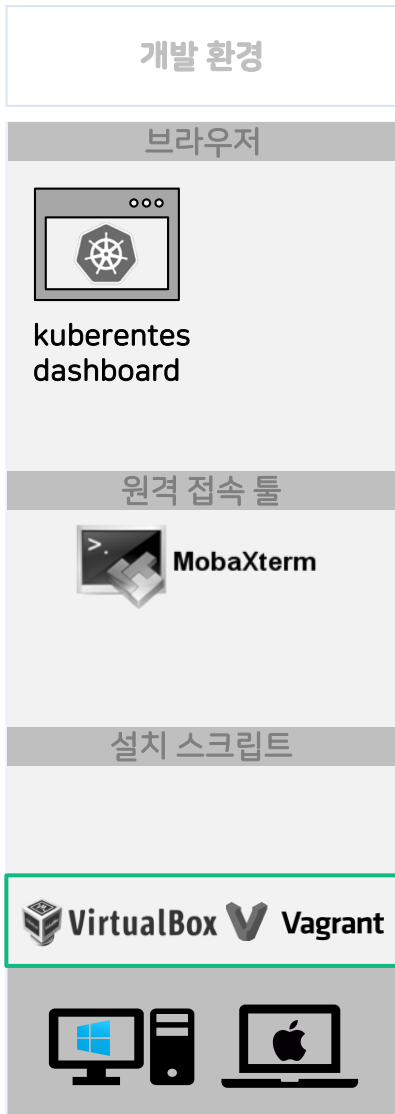 개발 환경
브라우저
kuberentes
dashboard
원격 접속 툴
>.
MobaXterm
설치 스크립트
VirtualBox
Vagrant